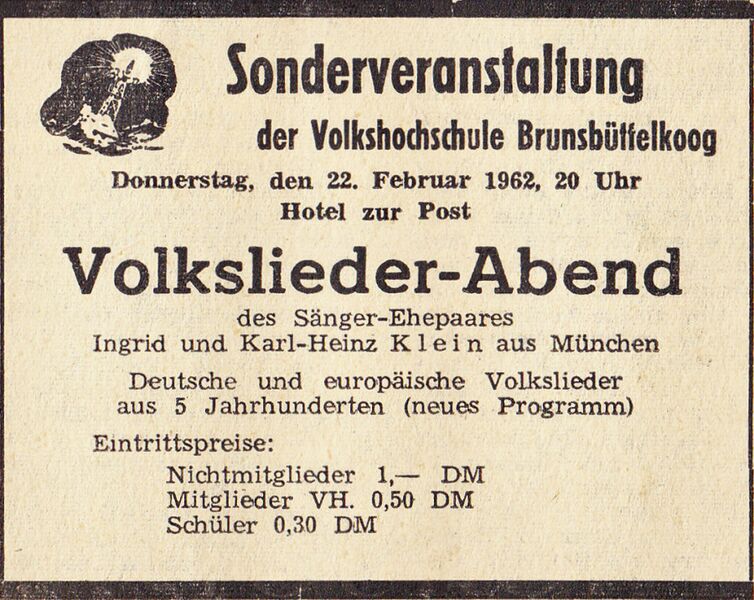 Sonderveranstaltung
der Volkshochschule Brunsbüttelkoog
Donnerstag, den 22. Februar 1962, 20 Uhr
Hotel zur Post
Volkslieder-Abend
des Sänger-Ehepaares
Ingrid und Karl-Heinz Klein aus München
Deutsche und europäische Volkslieder
aus 5 Jahrhunderten (neues Programm)
Eintrittspreise:
Nichtmitglieder 1,— DM
Mitglieder VH. 0,50 DM
Schüler 0,30 DM